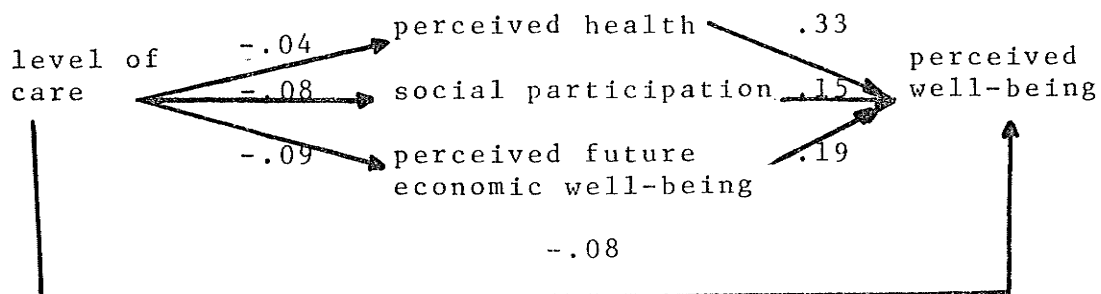 perceived health
.33
-.04
level of
care
perceived
well-being
-.08
social participation
.15
-.09
perceived future
economic well-being
.19
-.08